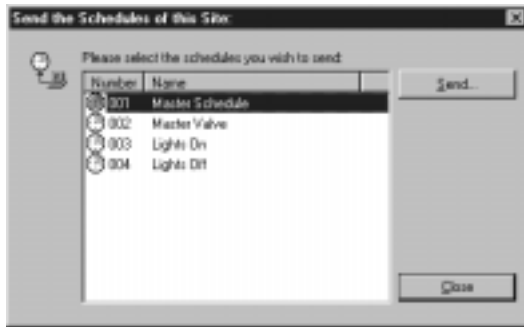 Send the Schedules of this Site:
Please select the schedules you wish to send:
Number Name
Send...
001 Master Schedule
002 Master Valve
003 Lights On
004 Lights Off
Close